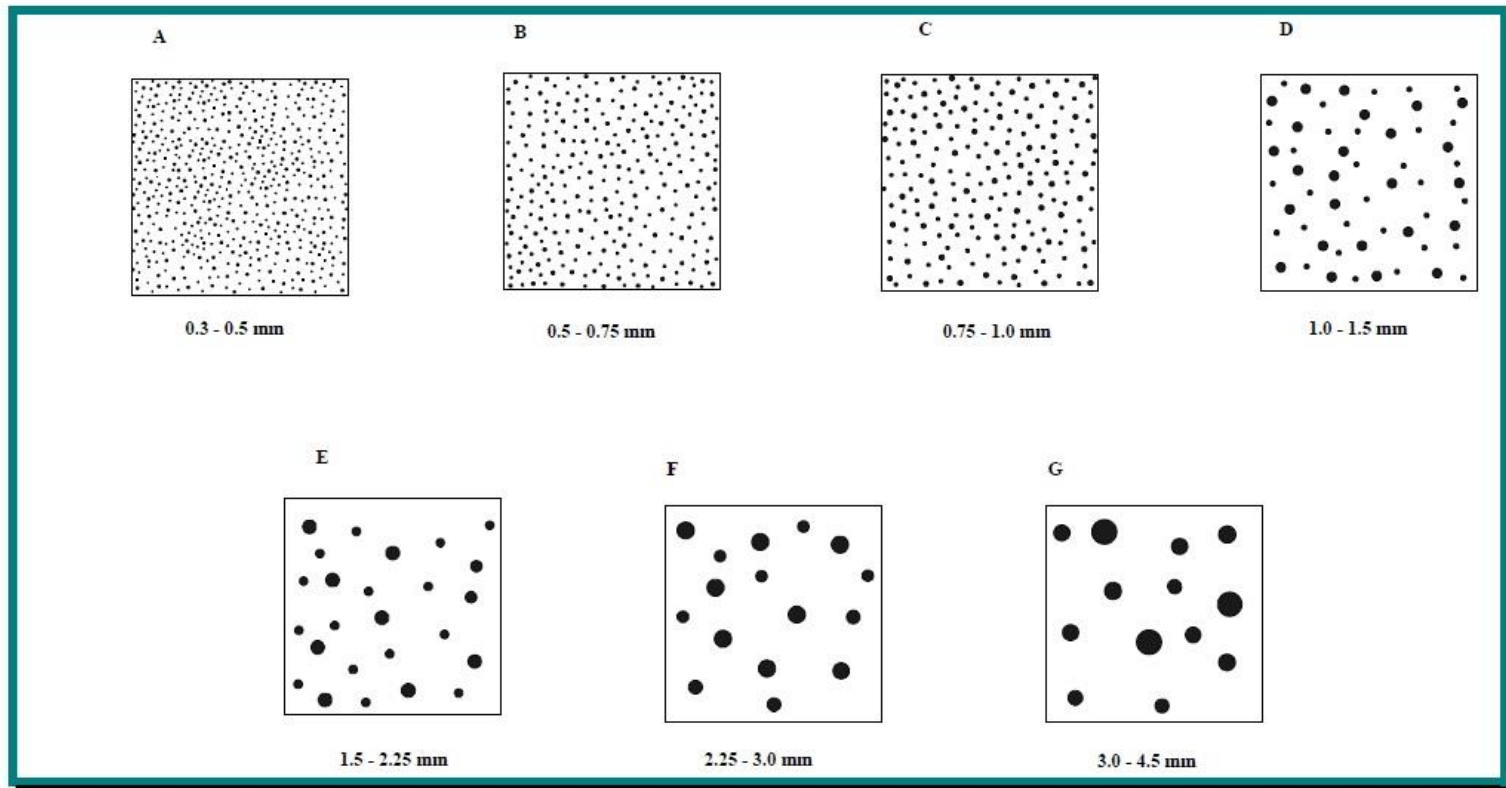 A
B
C
D
0.3 - 0.5 mm
0.5 - 0.75 mm
0.75 - 1.0 mm
1.0 - 1.5 mm
E
F
G
1.5 - 2.25 mm
2.25 - 3.0 mm
3.0 - 4.5 mm